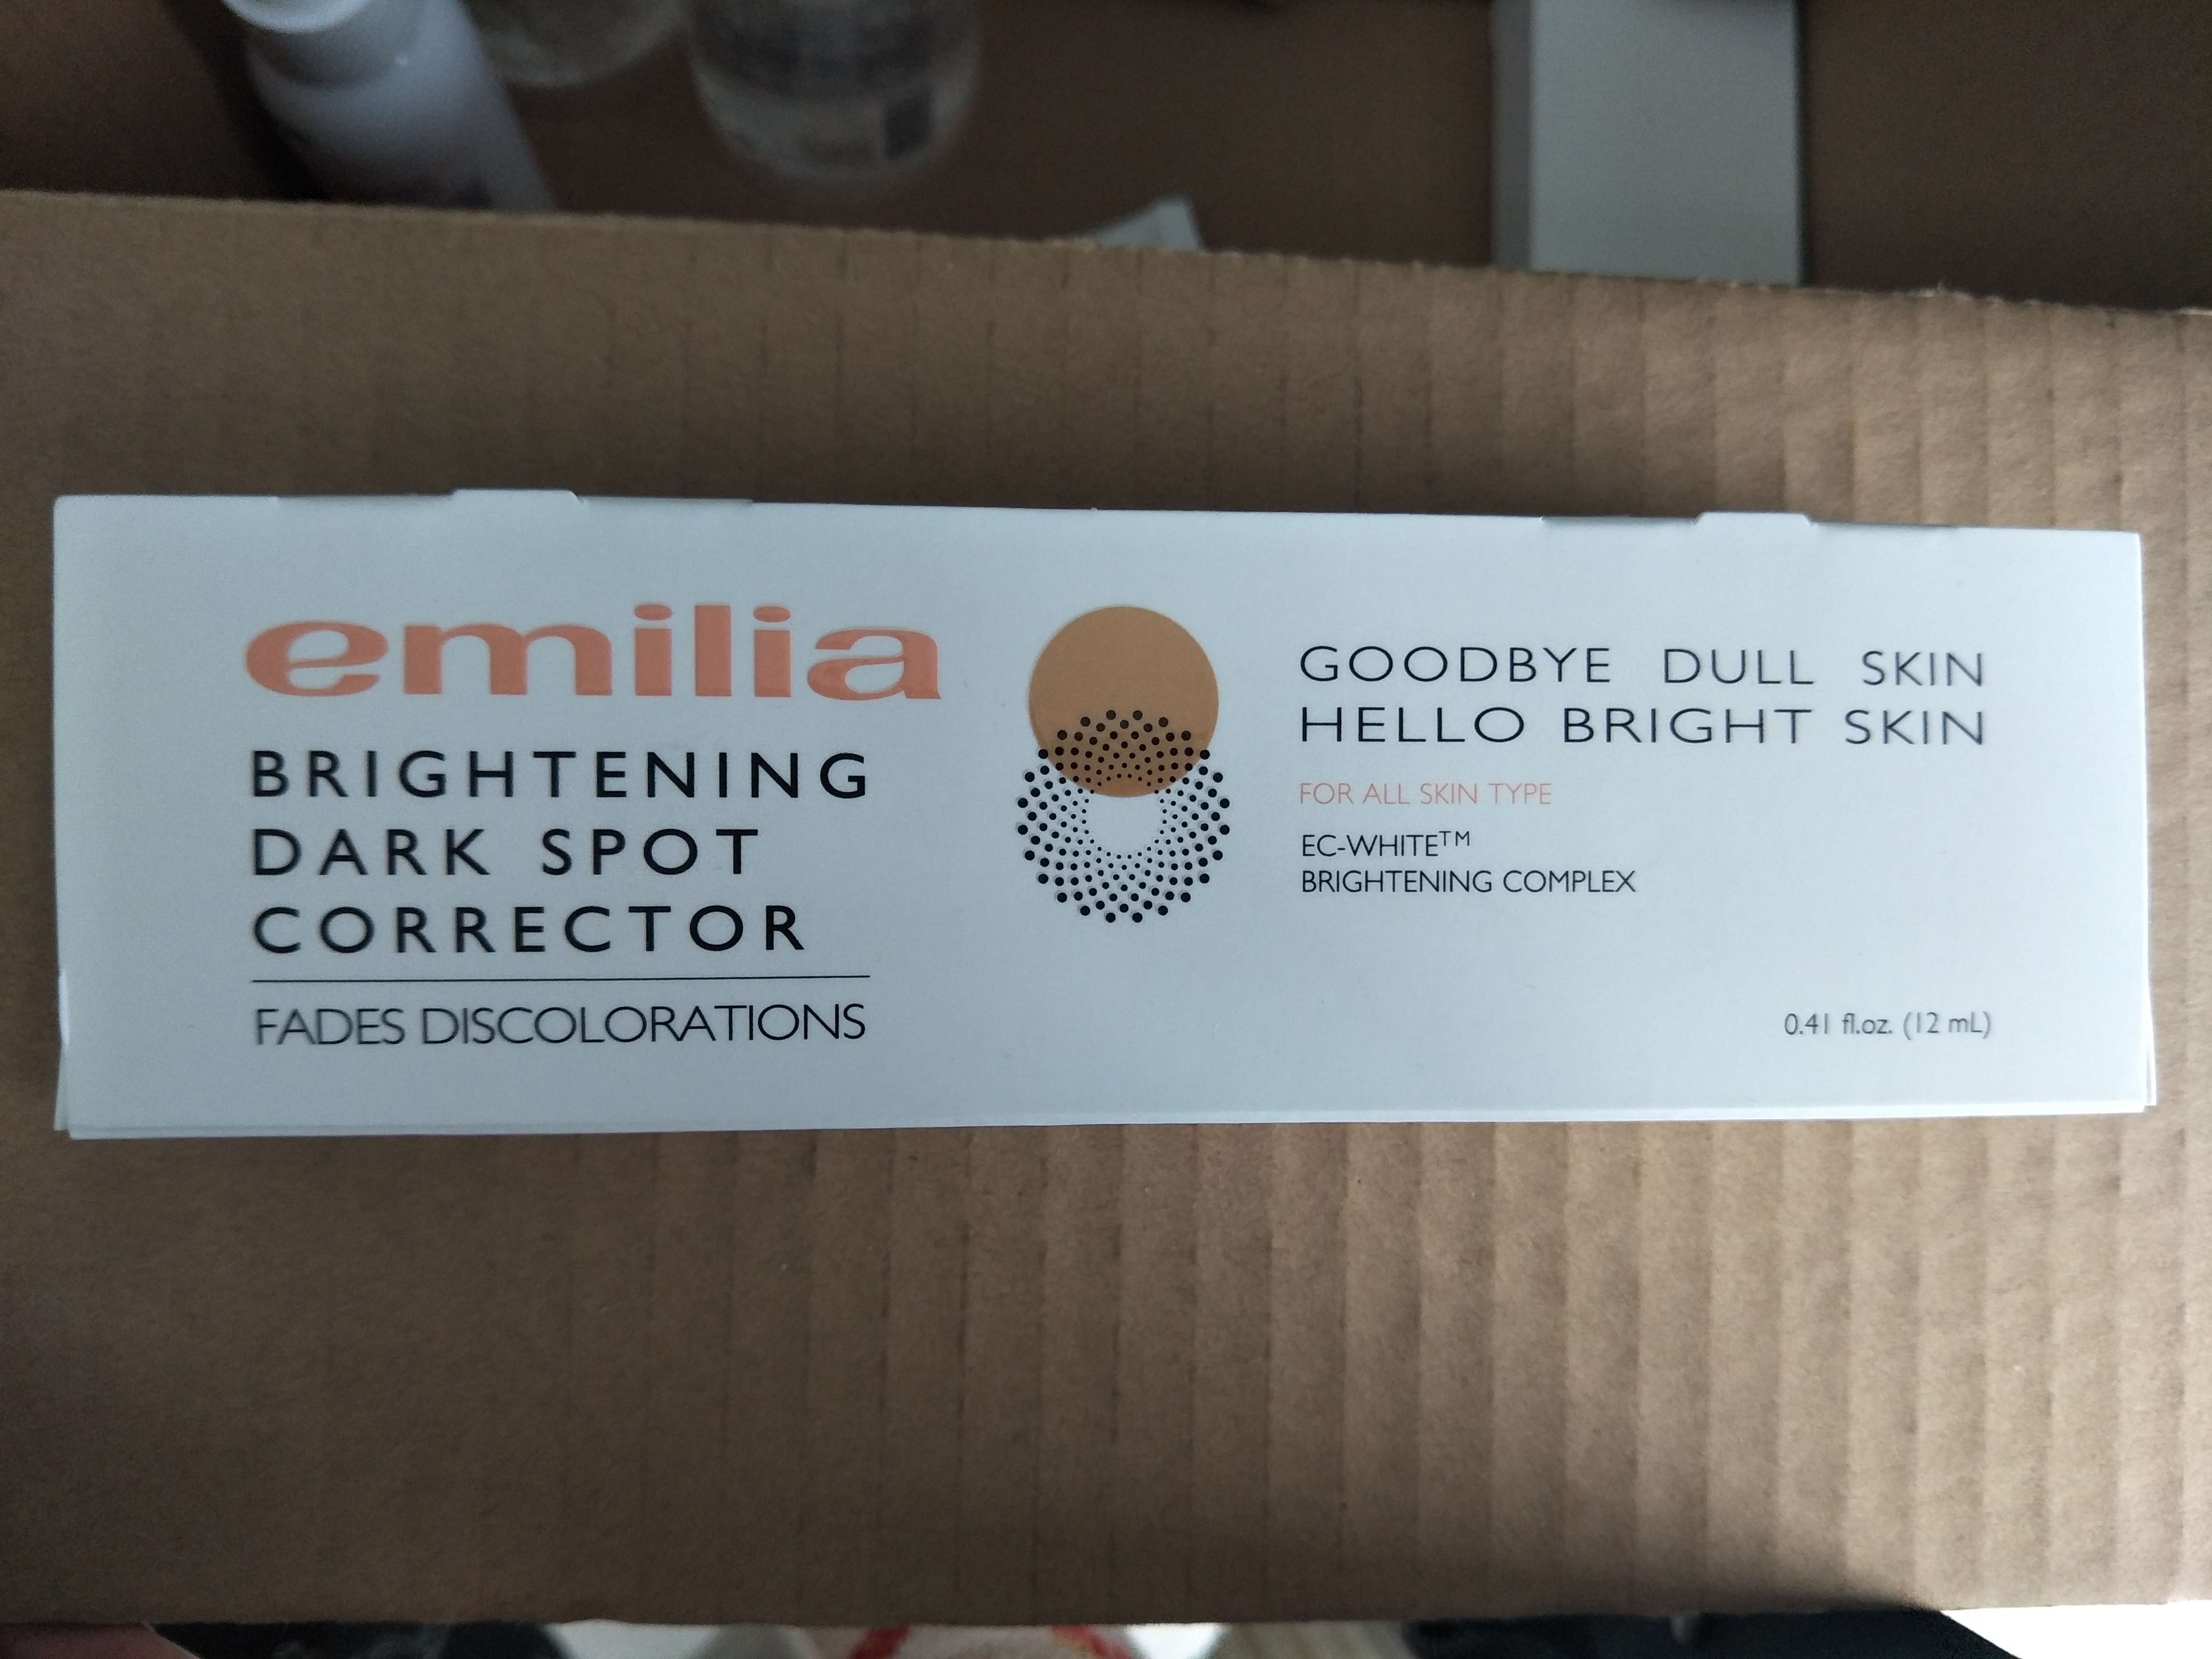 emilia
BRIGHTENING
DARK SPOT
CORRECTOR
FADES DISCOLORATIONS
GOODBYE DULL SKIN
HELLO BRIGHT SKIN
FOR ALL SKIN TYPE
EC-WHITE™
BRIGHTENING COMPLEX
0.41 fl.oz. (12 mL)